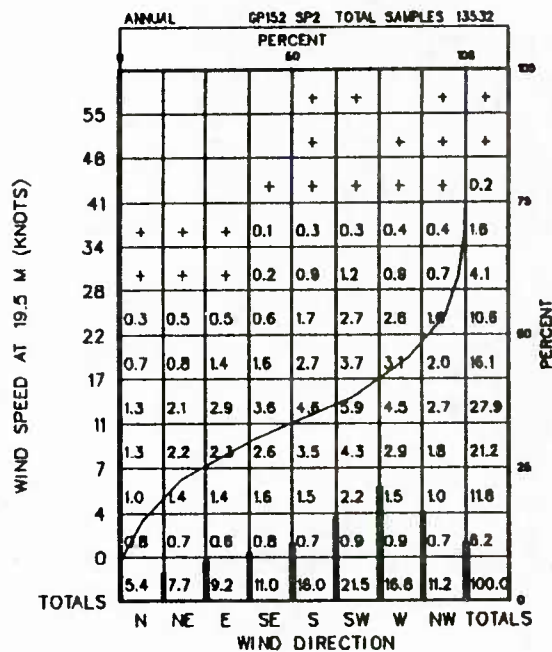 ANNUAL GP152 SP2 TOTAL SAMPLES 13532
PERCENT
0 50 100
100
+ + + +
55
+ + + +
48
+ + + + + 0.2
41 75
+ + + 0.1 0.3 0.3 0.4 0.4 1.6
34
+ + + 0.2 0.9 1.2 0.9 0.7 4.1
28
0.3 0.5 0.5 0.6 1.7 2.7 2.6 1.6 10.6
22 50
0.7 0.8 1.4 1.6 2.7 3.7 3.1 2.0 16.1
17
1.3 2.1 2.9 3.6 4.6 5.9 4.5 2.7 27.9
11
1.3 2.2 2.3 2.6 3.5 4.3 2.9 1.8 21.2
7 25
1.0 1.4 1.4 1.6 1.5 2.2 1.5 1.0 11.6
4
0.8 0.7 0.6 0.8 0.7 0.9 0.9 0.7 6.2
0
5.4 7.7 9.2 11.0 16.0 21.5 16.8 11.2 100.0
TOTALS 0
N NE E SE S SW W NW TOTALS
WIND DIRECTION
WIND SPEED AT 19.5 M (KNOTS)
PERCENT